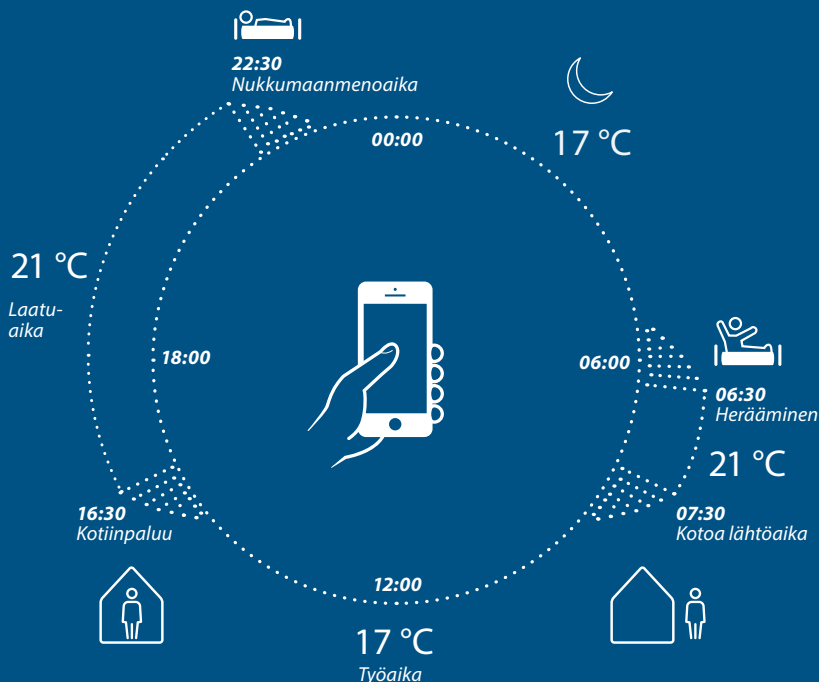 22:30
Nukkumaanmenoaika
00:00
17 °C
21 °C
Laatu-
aika
18:00
06:00
06:30
Herääminen
21 °C
16:30
Kotiinpaluu
07:30
Kotoa lähtöaika
12:00
17 °C
Työaika